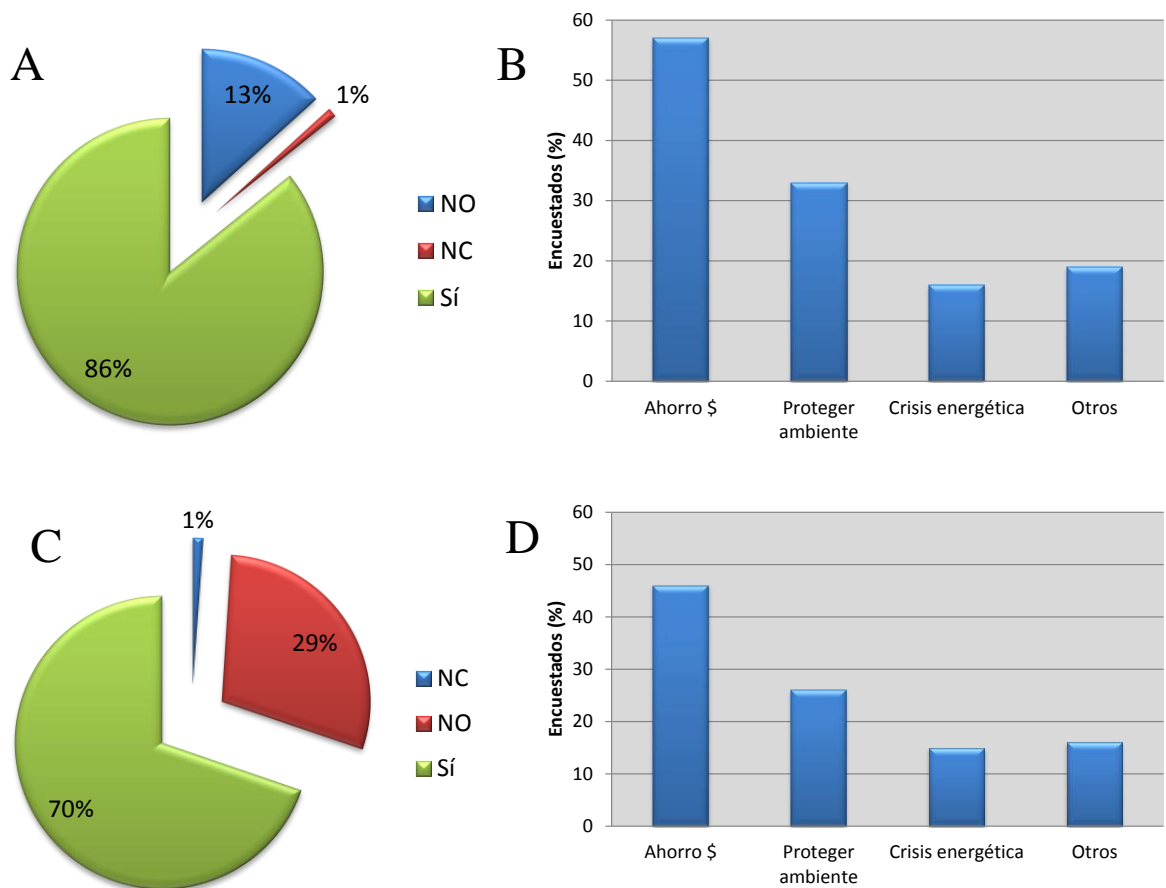 A
13%
1%
86%
NO
NC
Sí
B
Encuestados (%)
60
50
40
30
20
10
0
Ahorro $
Proteger
ambiente
Crisis energética
Otros
C
1%
29%
70%
NC
NO
Sí
D
Encuestados (%)
60
50
40
30
20
10
0
Ahorro $
Proteger
ambiente
Crisis energética
Otros